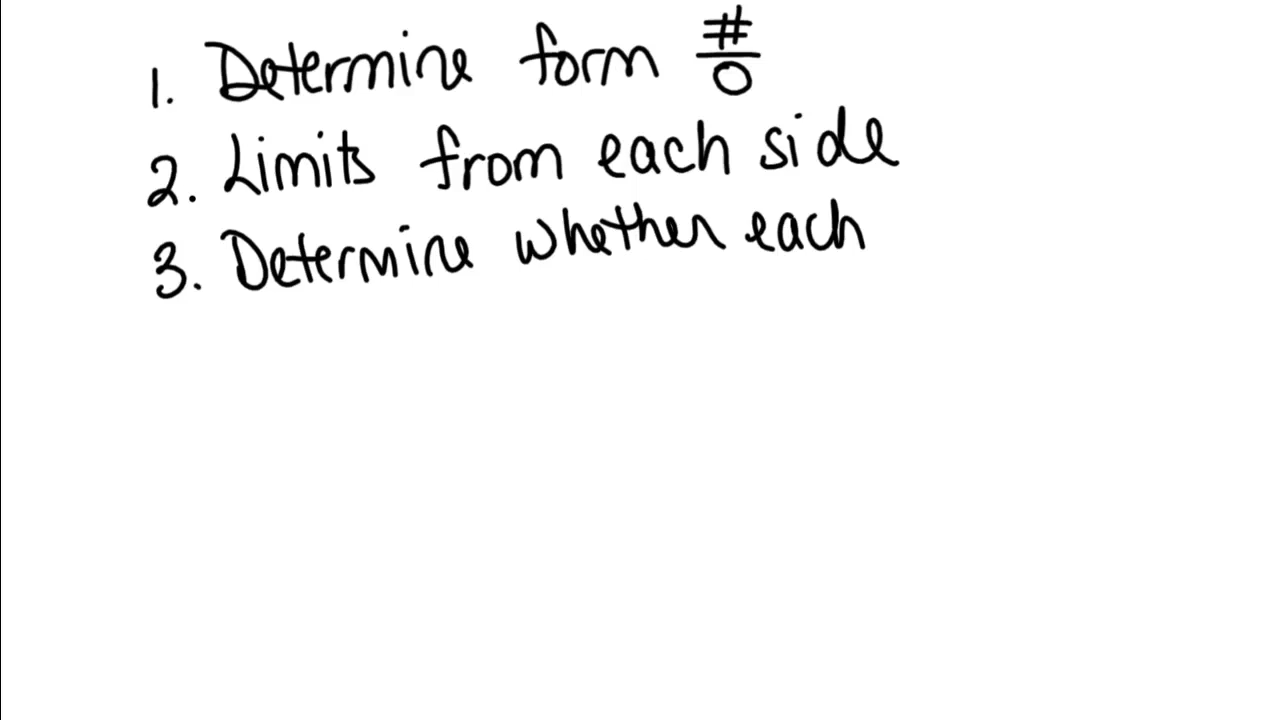 1. Determine form #/0
2. Limits from each side
3. Determine whether each